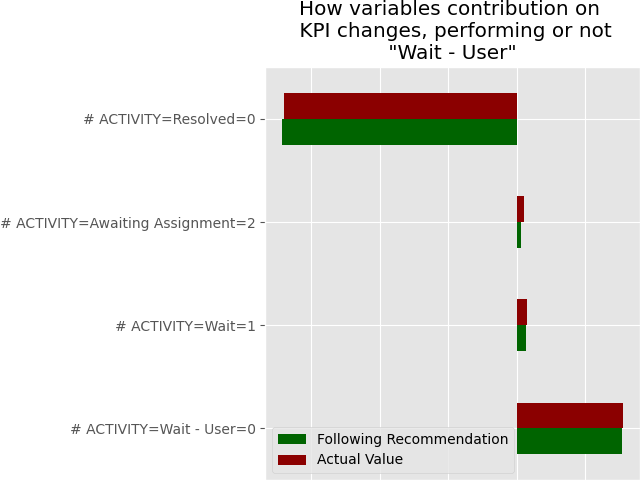 How variables contribution on
KPI changes, performing or not
"Wait - User"
# ACTIVITY=Resolved=0
# ACTIVITY=Awaiting Assignment=2
# ACTIVITY=Wait=1
# ACTIVITY=Wait - User=0
Following Recommendation
Actual Value